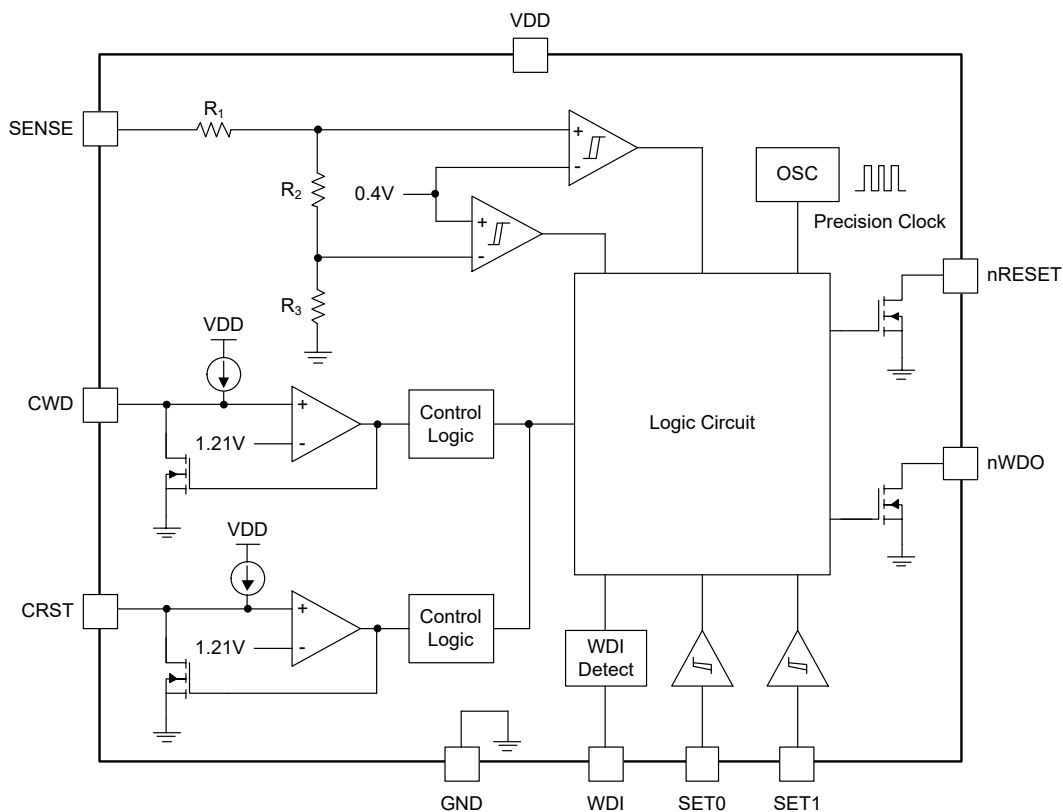 VDD
SENSE
R1
R2
0.4V
+
-
+
-
OSC
Precision Clock
R3
nRESET
VDD
CWD
+
1.21V
-
Control
Logic
Logic Circuit
nWDO
VDD
CRST
+
1.21V
-
Control
Logic
WDI
Detect
GND
WDI
SET0
SET1